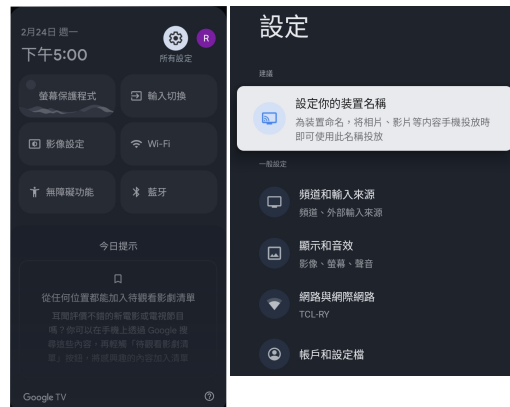 2月24日 週一
下午5:00
R
所有設定
螢幕保護程式
輸入切換
影像設定
Wi-Fi
無障礙功能
藍牙
今日提示
從任何位置都能加入待觀看影劇清單
耳聞評價不錯的新電影或電視節目
嗎？你可以在手機上透過 Google 搜
尋這些內容，再輕觸「待觀看影劇清
單」按鈕，將感興趣的內容加入清單
Google TV
設定
建議
設定你的裝置名稱
為裝置命名，將相片、影片等內容手機投放時
即可使用此名稱投放
一般設定
頻道和輸入來源
頻道、外部輸入來源
顯示和音效
影像、螢幕、聲音
網路與網際網路
TCL-RY
帳戶和設定檔